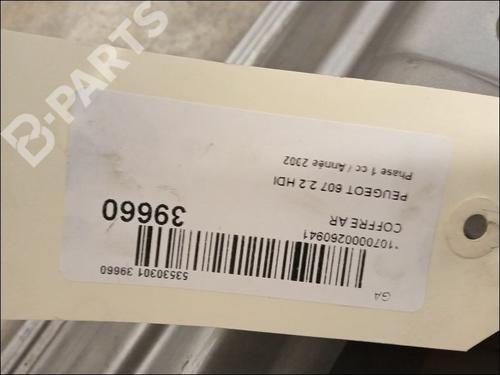 GA
53530301 39660
*1070000260941
COFFRE AR
39660
PEUGEOT 607 2.2 HDI
Phase 1 cc / Année 2302
B-PARTS